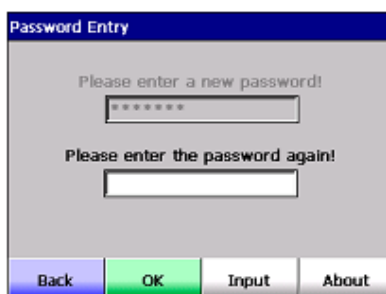 Password Entry
Please enter a new password!
*******
Please enter the password again!
Back OK Input About